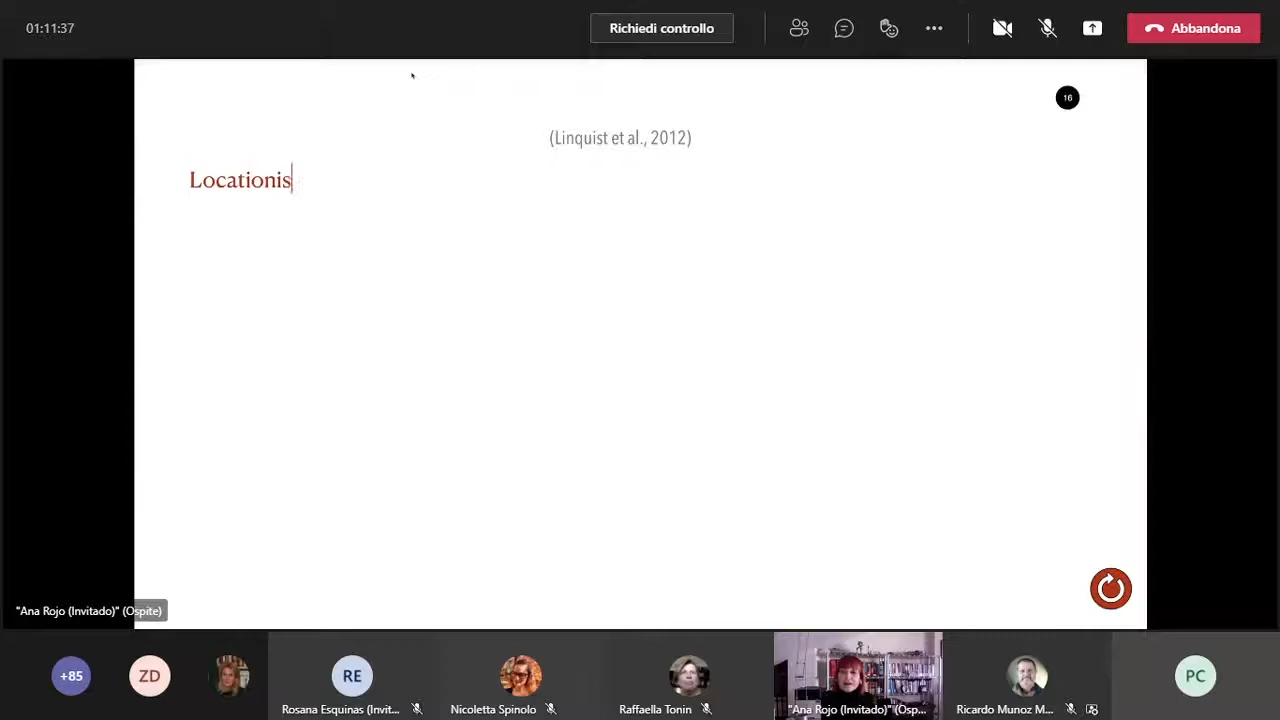 01:11:37
Richiedi controllo
Abbandona
16
(Linquist et al., 2012)
Locationis
"Ana Rojo (Invitado)" (Ospite)
+85
ZD
RE
Rosana Esquinas (Invit...
Nicoletta Spinolo
Raffaella Tonin
"Ana Rojo (Invitado)" (Osp...
Ricardo Munoz M...
PC